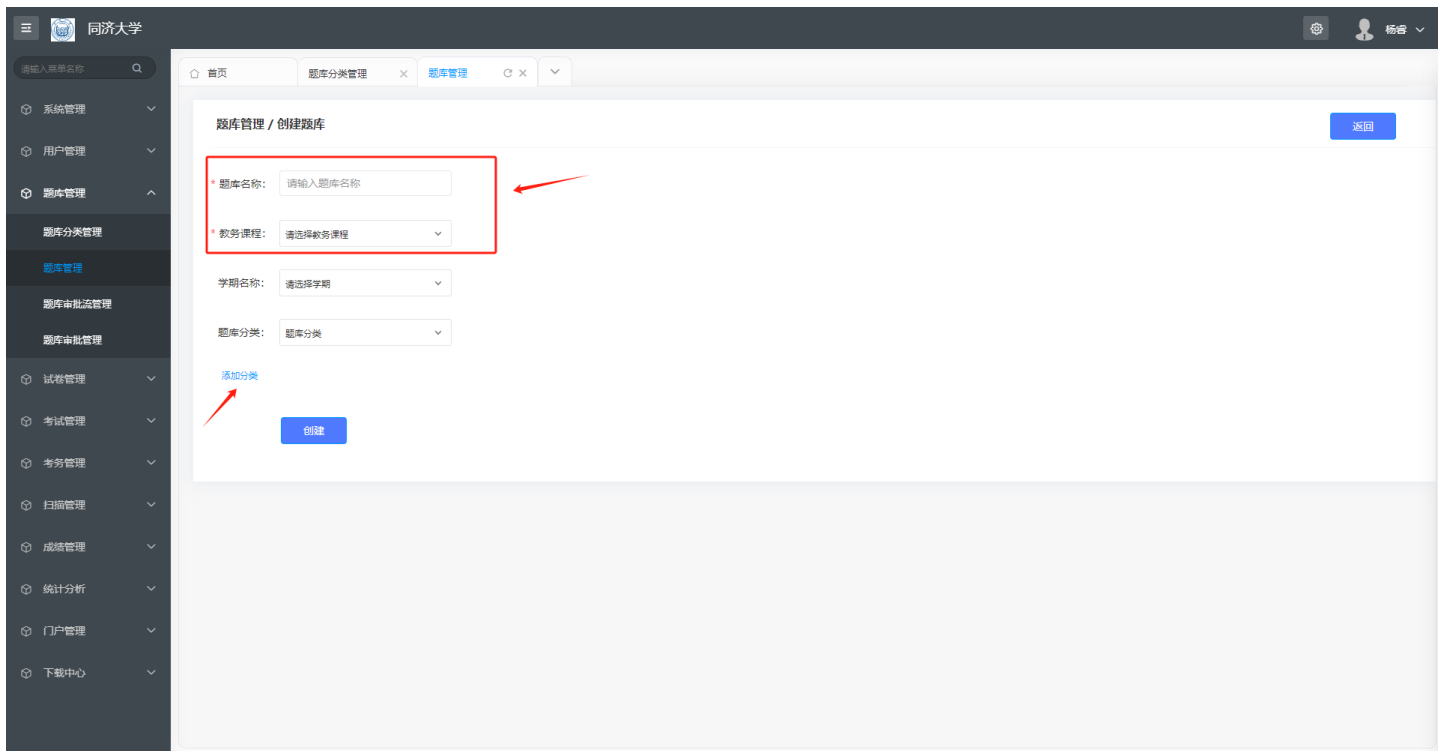 同济大学
杨睿
请输入菜单名称
首页
题库分类管理
题库管理
系统管理
用户管理
题库管理
题库分类管理
题库管理
题库审批流管理
题库审批管理
试卷管理
考试管理
考务管理
扫描管理
成绩管理
统计分析
门户管理
下载中心
题库管理 / 创建题库
返回
* 题库名称： 请输入题库名称
* 教务课程： 请选择教务课程
学期名称： 请选择学期
题库分类： 题库分类
添加分类
创建